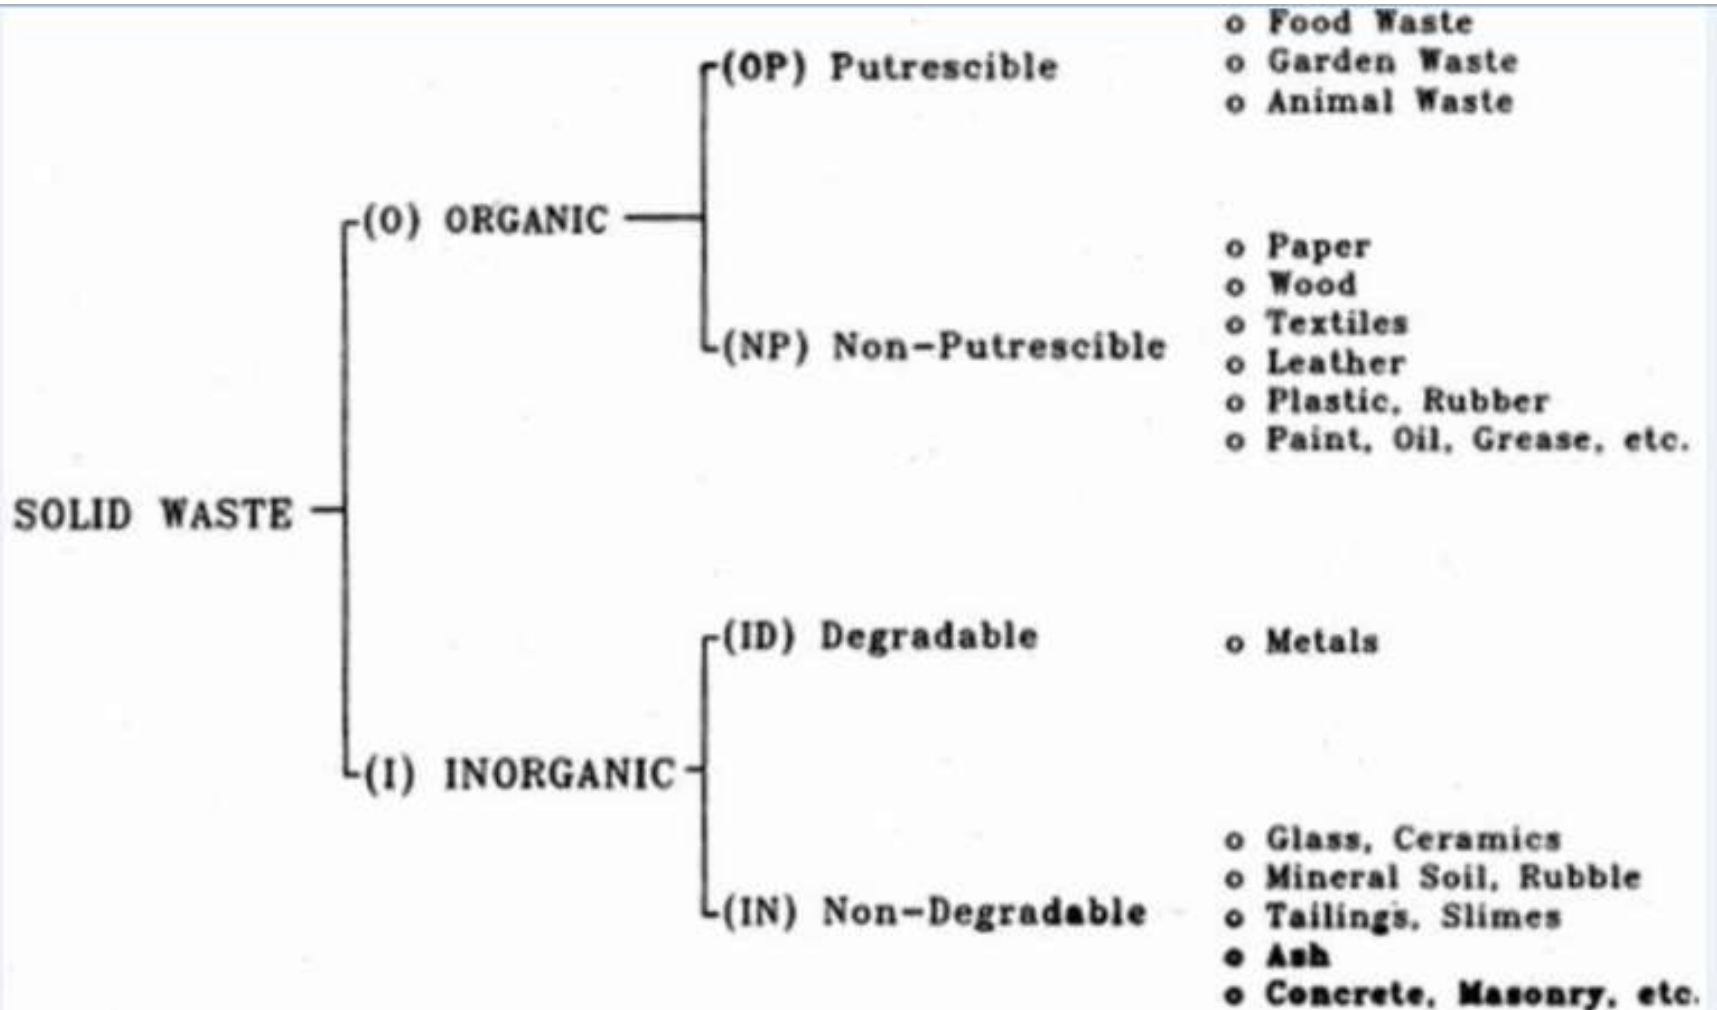 o Food Waste
(OP) Putrescible
o Garden Waste
o Animal Waste
(O) ORGANIC
o Paper
o Wood
o Textiles
(NP) Non-Putrescible
o Leather
o Plastic, Rubber
o Paint, Oil, Grease, etc.
SOLID WASTE
(ID) Degradable
o Metals
(I) INORGANIC
o Glass, Ceramics
o Mineral Soil, Rubble
(IN) Non-Degradable
o Tailings, Slimes
o Ash
o Concrete, Masonry, etc.